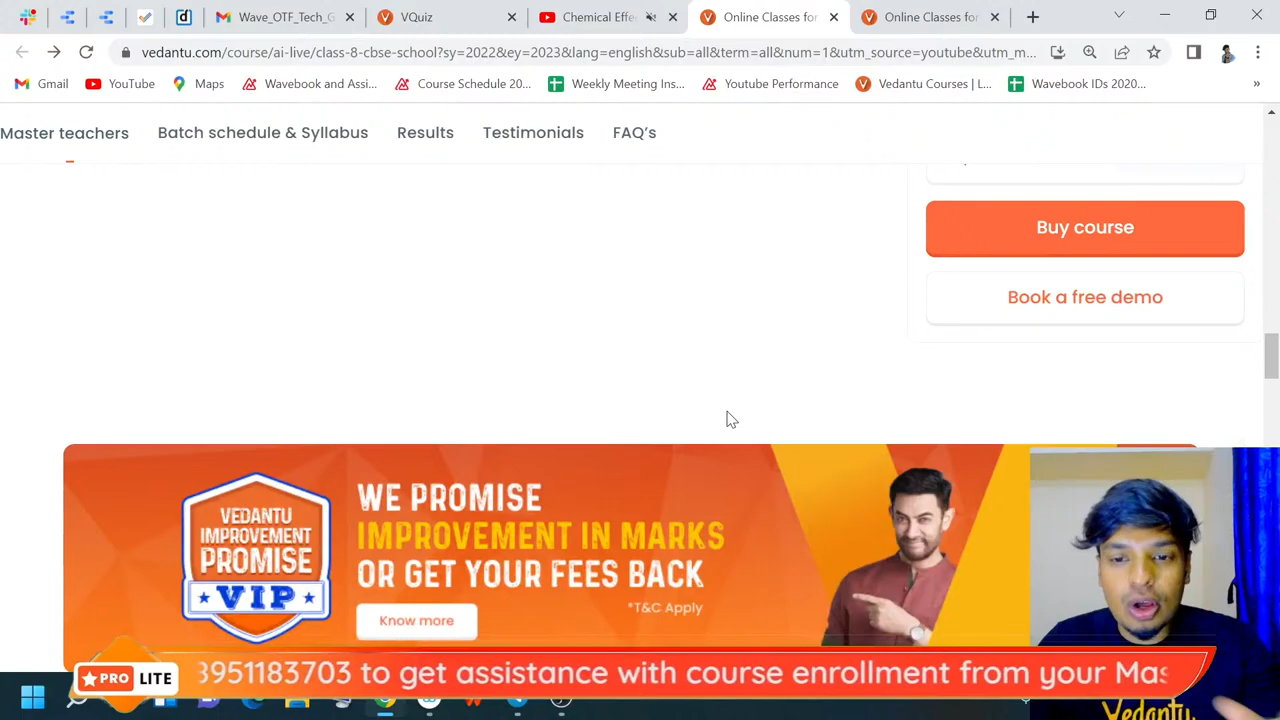 Wave_OTF_Tech_G
VQuiz
Chemical Effe
Online Classes for
Online Classes for
vedantu.com/course/ai-live/class-8-cbse-school?sy=2022&ey=2023&lang=english&sub=all&term=all&num=1&utm_source=youtube&utm_m...
Gmail
YouTube
Maps
Wavebook and Assi...
Course Schedule 20...
Weekly Meeting Ins...
Youtube Performance
Vedantu Courses | L...
Wavebook IDs 2020...
»
Master teachers
Batch schedule & Syllabus
Results
Testimonials
FAQ's
Buy course
Book a free demo
VEDANTU
IMPROVEMENT
PROMISE
VIP
WE PROMISE
IMPROVEMENT IN MARKS
OR GET YOUR FEES BACK
*T&C Apply
Know more
PRO LITE
3951183703 to get assistance with course enrollment from your Mas
Vedantu